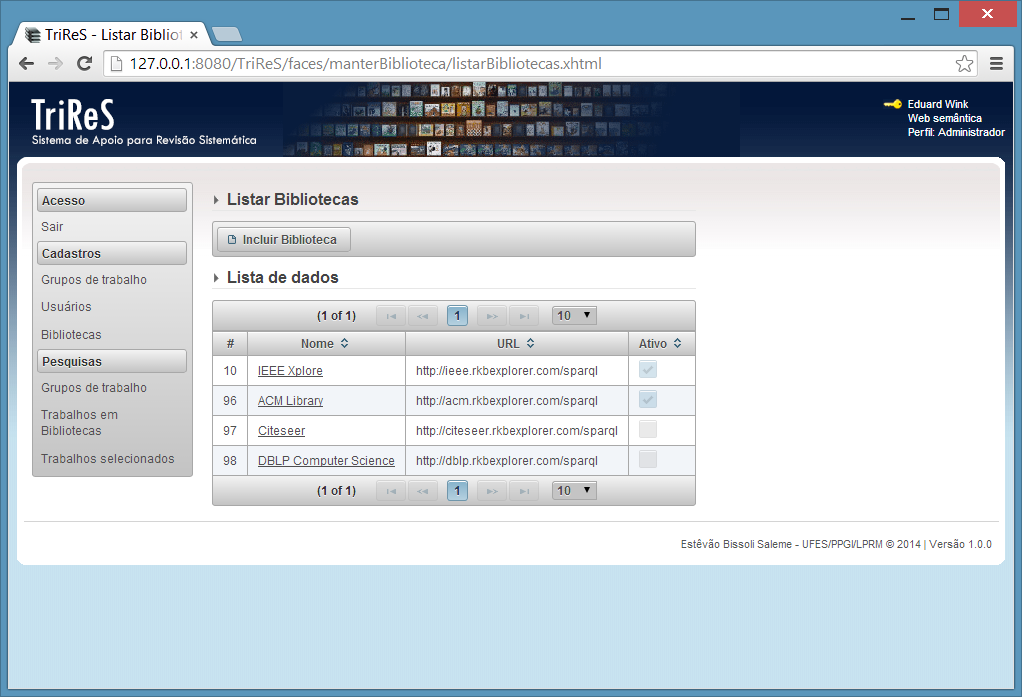 TriReS - Listar Bibliot
127.0.0.1:8080/TriReS/faces/manterBiblioteca/listarBibliotecas.xhtml
TriReS
Sistema de Apoio para Revisão Sistemática
Eduard Wink
Web semântica
Perfil: Administrador
Acesso
Sair
Cadastros
Grupos de trabalho
Usuários
Bibliotecas
Pesquisas
Grupos de trabalho
Trabalhos em
Bibliotecas
Trabalhos selecionados
Listar Bibliotecas
Incluir Biblioteca
Lista de dados
(1 of 1) 1 10
# Nome URL Ativo
10 IEEE Xplore http://ieee.rkbexplorer.com/sparql
96 ACM Library http://acm.rkbexplorer.com/sparql
97 Citeseer http://citeseer.rkbexplorer.com/sparql
98 DBLP Computer Science http://dblp.rkbexplorer.com/sparql
(1 of 1) 1 10
Estêvão Bissoli Saleme - UFES/PPGI/LPRM © 2014 | Versão 1.0.0